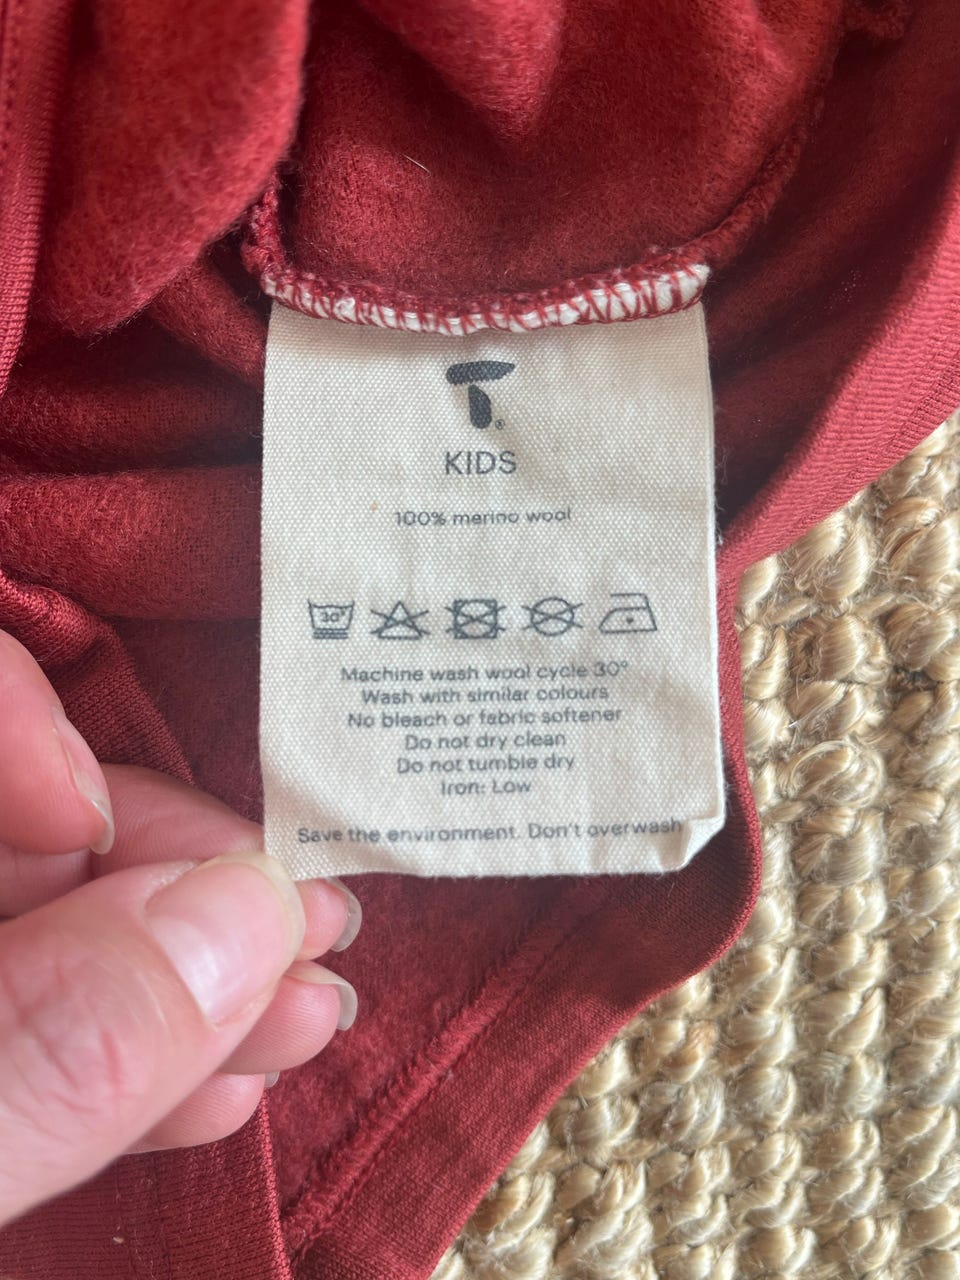 T®
KIDS
100% merino wool
30°
Machine wash wool cycle 30°
Wash with similar colours
No bleach or fabric softener
Do not dry clean
Do not tumble dry
Iron: Low
Save the environment. Don't overwash